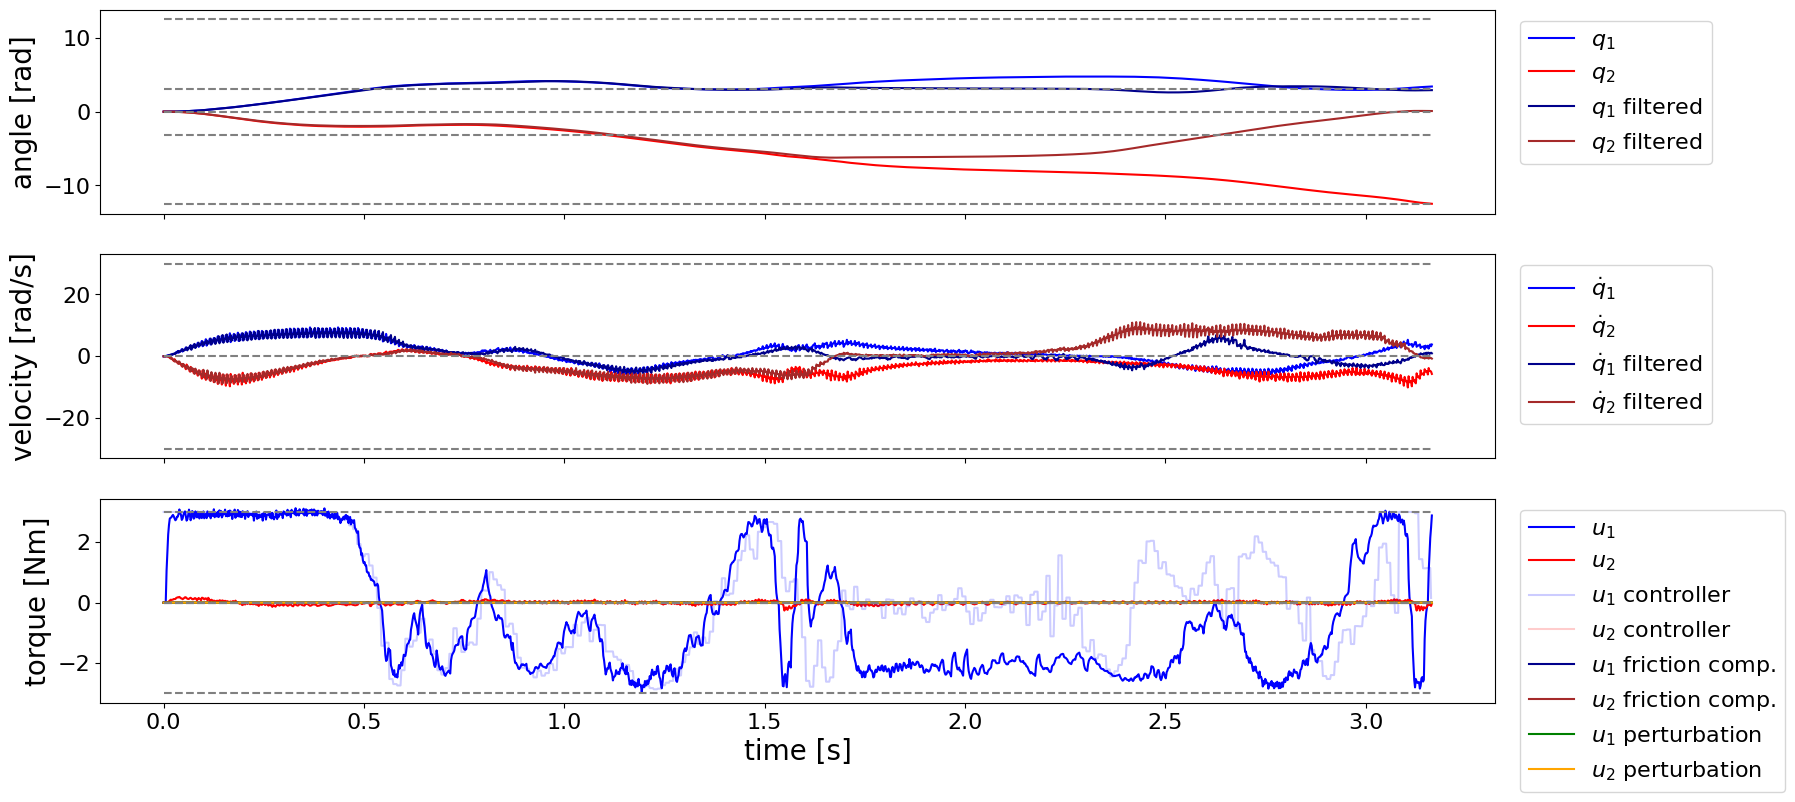 angle [rad]
10
0
−10
q₁
q₂
q₁ filtered
q₂ filtered
velocity [rad/s]
20
0
−20
q̇₁
q̇₂
q̇₁ filtered
q̇₂ filtered
torque [Nm]
2
0
−2
0.0 0.5 1.0 1.5 2.0 2.5 3.0
time [s]
u₁
u₂
u₁ controller
u₂ controller
u₁ friction comp.
u₂ friction comp.
u₁ perturbation
u₂ perturbation